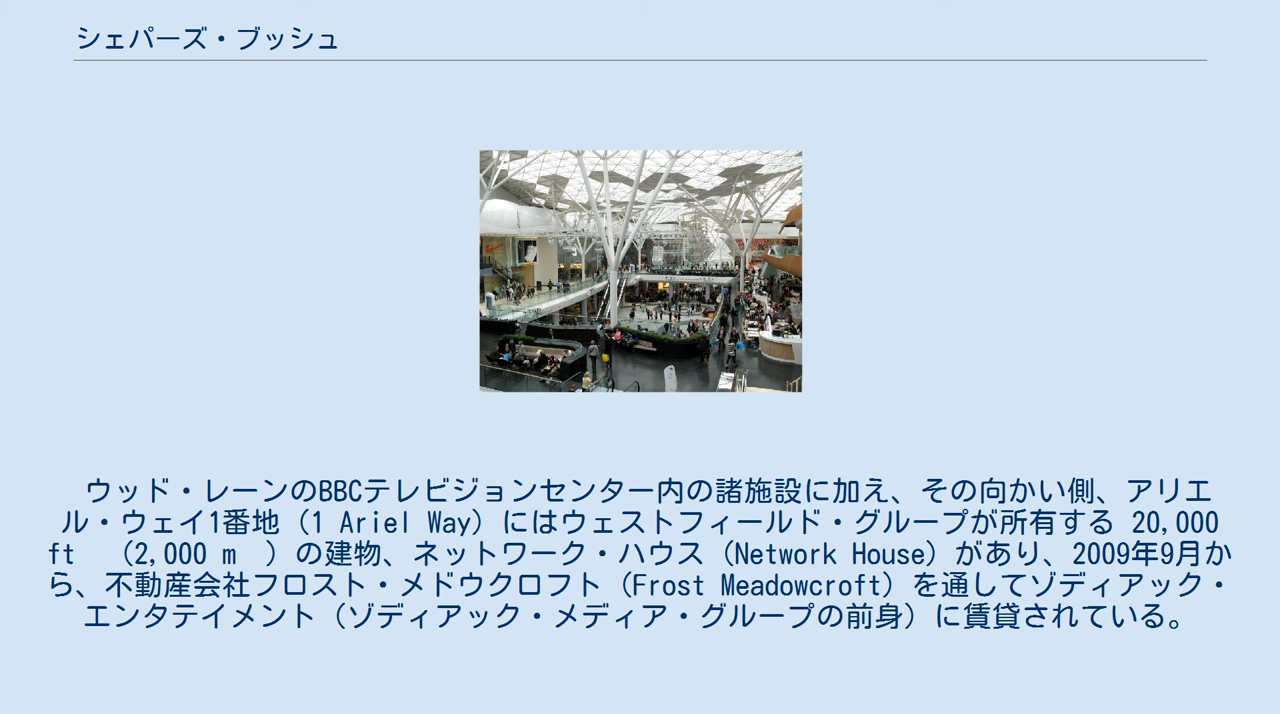 シェパーズ・ブッシュ
ウッド・レーンのBBCテレビジョンセンター内の諸施設に加え、その向かい側、アリエ
ル・ウェイ1番地（1 Ariel Way）にはウェストフィールド・グループが所有する 20,000
ft （2,000 m ）の建物、ネットワーク・ハウス（Network House）があり、2009年9月か
ら、不動産会社フロスト・メドウクロフト（Frost Meadowcroft）を通してゾディアック・
エンタテイメント（ゾディアック・メディア・グループの前身）に賃貸されている。